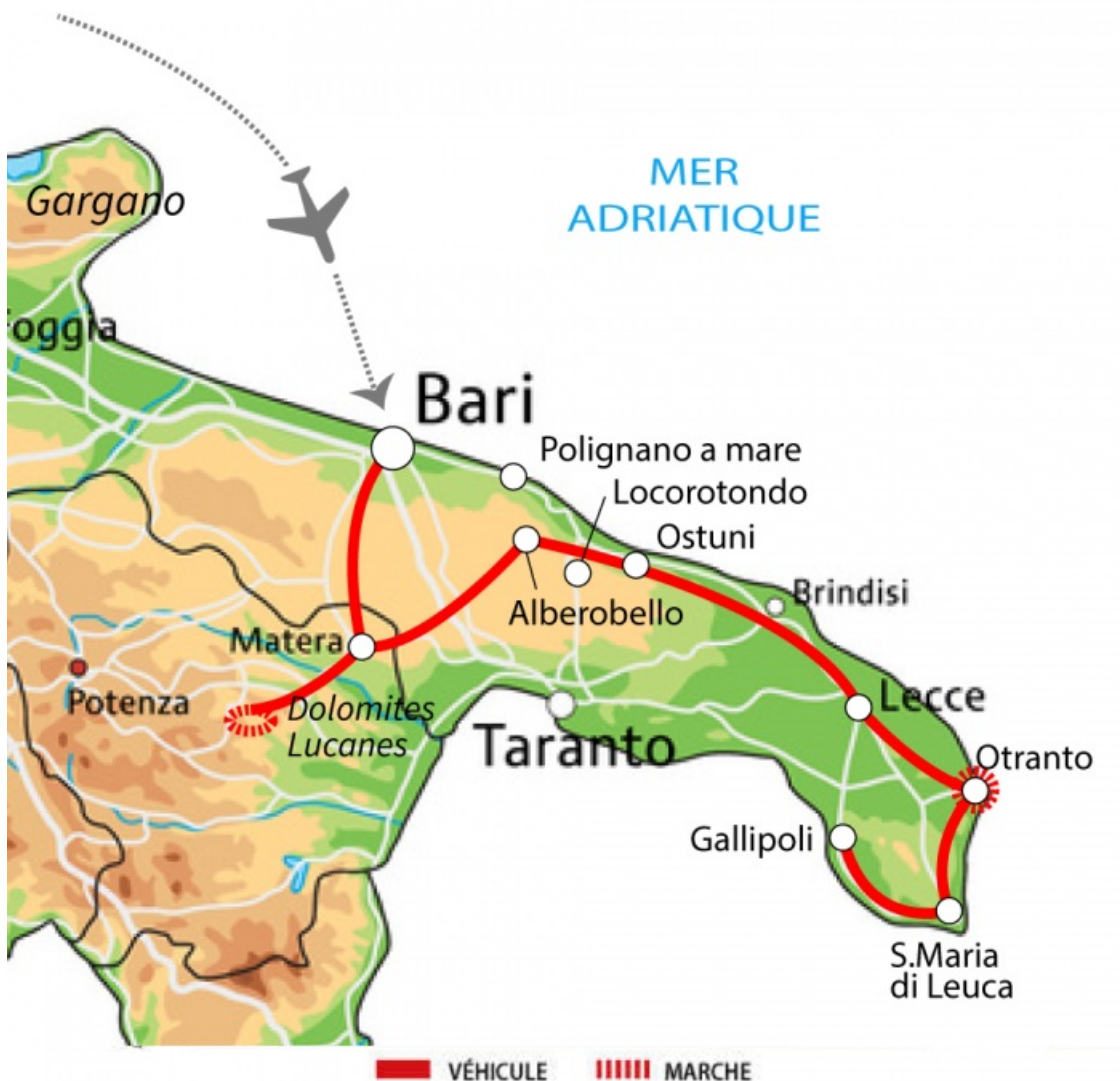 MER
ADRIATIQUE
Gargano
oggia
Bari
Polignano a mare
Locorotondo
Ostuni
Brindisi
Alberobello
Matera
Potenza
Dolomites
Lucanes
Taranto
Lecce
Otranto
Gallipoli
S.Maria
di Leuca
VÉHICULE
MARCHE